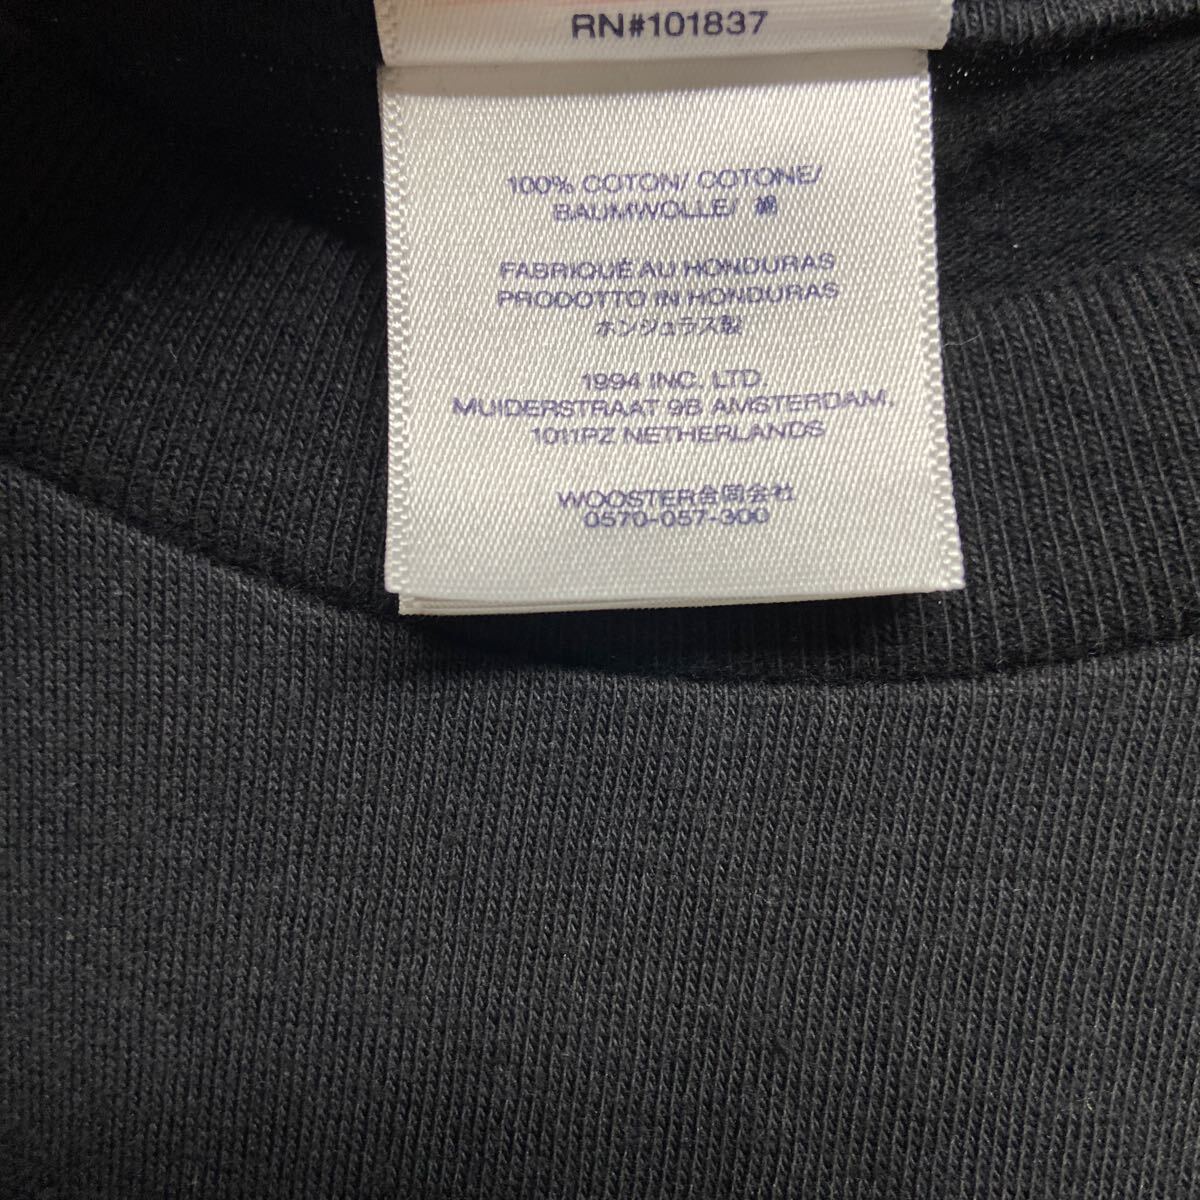 RN#101837
100% COTON/ COTONE/
BAUMWOLLE/ 綿
FABRIQUÉ AU HONDURAS
PRODOTTO IN HONDURAS
ホンジュラス製
1994 INC. LTD.
MUIDERSTRAAT 9B AMSTERDAM,
1011PZ NETHERLANDS
WOOSTER合同会社
0570-057-300